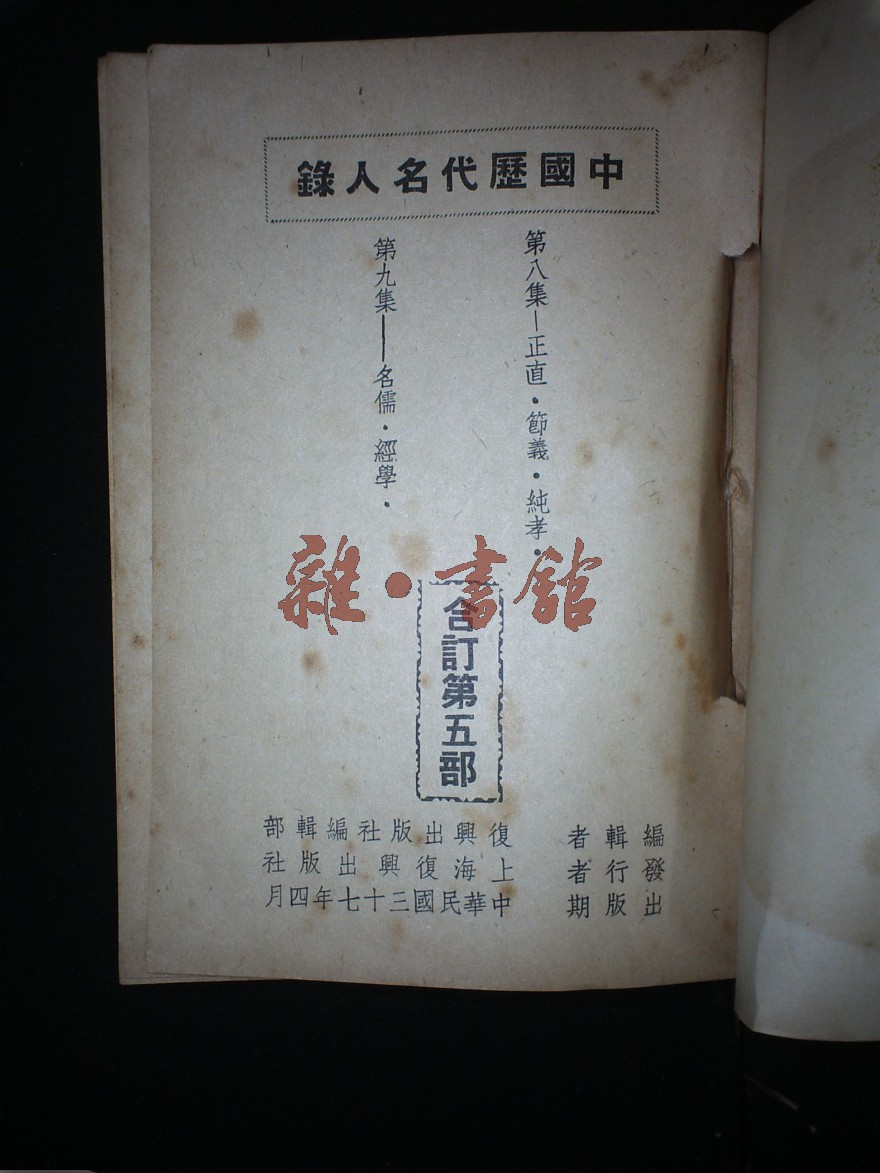 中國歷代名人錄
第八集—正直·節義·純孝·
第九集——名儒·經學·
合訂第五部
編輯者 復興出版社編輯部
發行者 上海復興出版社
出版期 中華民國三十七年四月
雜·書館